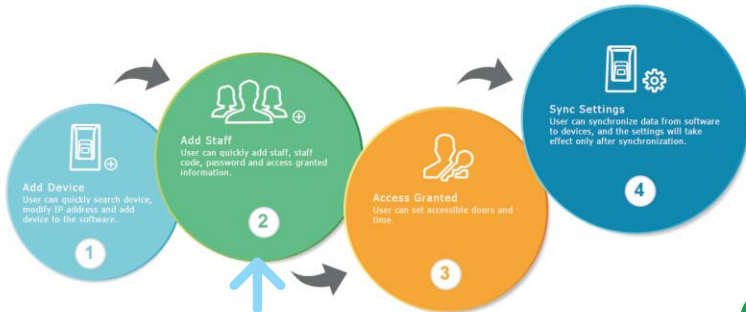 Add Device
User can quickly search device,
modify IP address and add
device to the software.
1
Add Staff
User can quickly add staff, staff
code, password and access granted
information.
2
Access Granted
User can set accessible doors and
time.
3
Sync Settings
User can synchronize data from software
to devices, and the settings will take
effect only after synchronization.
4